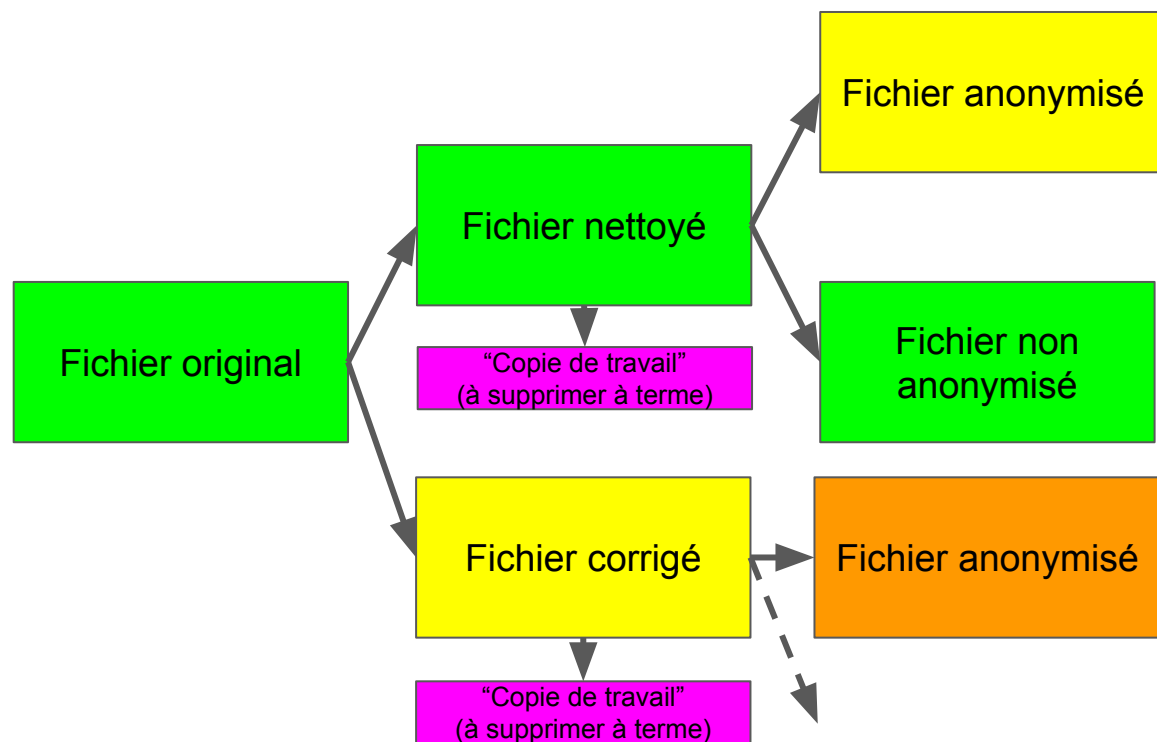 Fichier anonymisé
Fichier nettoyé
Fichier original
“Copie de travail”
(à supprimer à terme)
Fichier non
anonymisé
Fichier corrigé
Fichier anonymisé
“Copie de travail”
(à supprimer à terme)